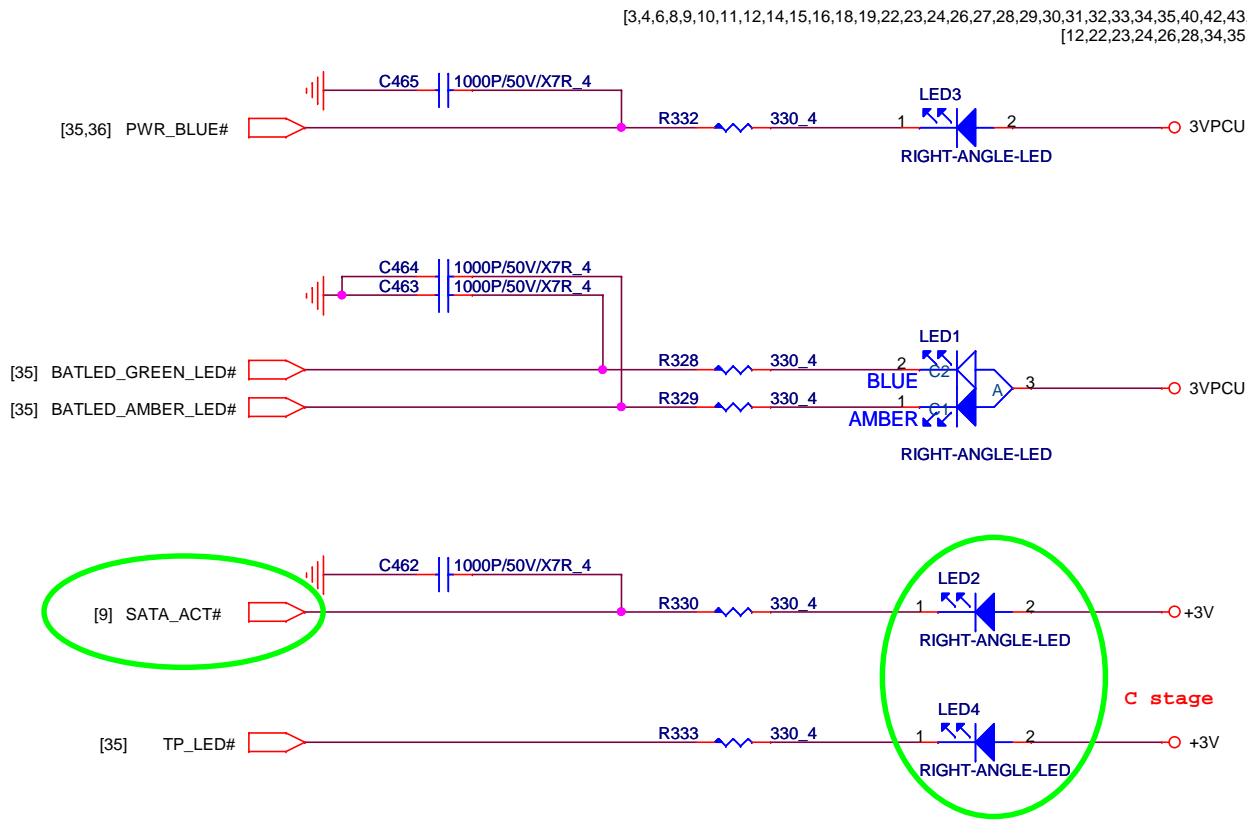 [3,4,6,8,9,10,11,12,14,15,16,18,19,22,23,24,26,27,28,29,30,31,32,33,34,35,40,42,43,
[12,22,23,24,26,28,34,35
C465 1000P/50V/X7R_4
LED3
[35,36] PWR_BLUE# R332 330_4 1 2 3VPCU
RIGHT-ANGLE-LED
C464 1000P/50V/X7R_4
C463 1000P/50V/X7R_4
LED1
[35] BATLED_GREEN_LED# R328 330_4 2 C2
BLUE A 3 3VPCU
[35] BATLED_AMBER_LED# R329 330_4 1 C1
AMBER
RIGHT-ANGLE-LED
C462 1000P/50V/X7R_4
LED2
[9] SATA_ACT# R330 330_4 1 2 +3V
RIGHT-ANGLE-LED
C stage
LED4
[35] TP_LED# R333 330_4 1 2 +3V
RIGHT-ANGLE-LED